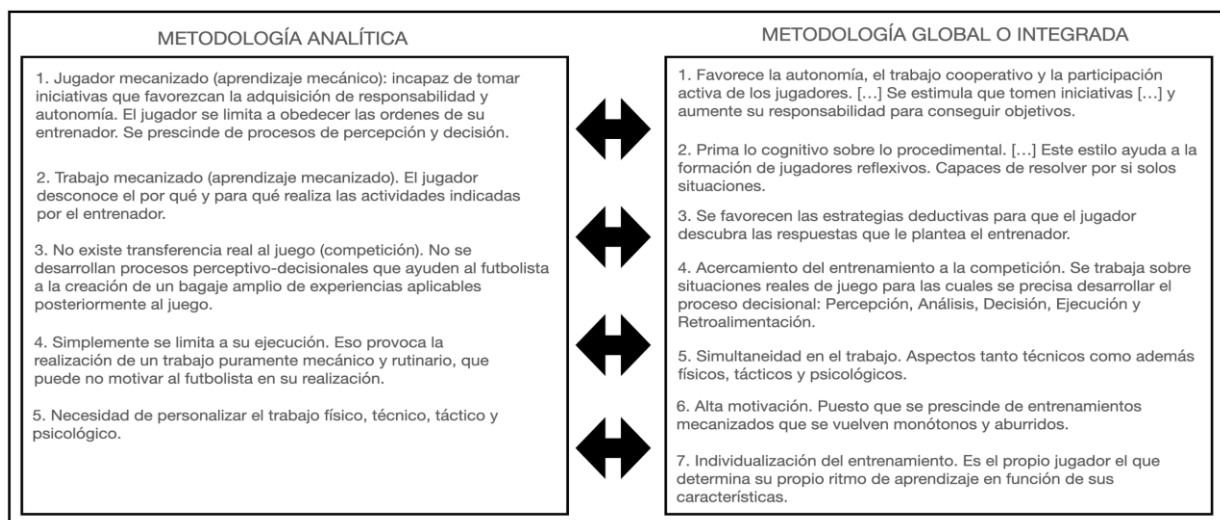 METODOLOGÍA ANALÍTICA
1. Jugador mecanizado (aprendizaje mecánico): incapaz de tomar
iniciativas que favorezcan la adquisición de responsabilidad y
autonomía. El jugador se limita a obedecer las ordenes de su
entrenador. Se prescinde de procesos de percepción y decisión.
2. Trabajo mecanizado (aprendizaje mecanizado). El jugador
desconoce el por qué y para qué realiza las actividades indicadas
por el entrenador.
3. No existe transferencia real al juego (competición). No se
desarrollan procesos perceptivo-decisionales que ayuden al futbolista
a la creación de un bagaje amplio de experiencias aplicables
posteriormente al juego.
4. Simplemente se limita a su ejecución. Eso provoca la
realización de un trabajo puramente mecánico y rutinario, que
puede no motivar al futbolista en su realización.
5. Necesidad de personalizar el trabajo físico, técnico, táctico y
psicológico.
METODOLOGÍA GLOBAL O INTEGRADA
1. Favorece la autonomía, el trabajo cooperativo y la participación
activa de los jugadores. […] Se estimula que tomen iniciativas […] y
aumente su responsabilidad para conseguir objetivos.
2. Prima lo cognitivo sobre lo procedimental. […] Este estilo ayuda a la
formación de jugadores reflexivos. Capaces de resolver por si solos
situaciones.
3. Se favorecen las estrategias deductivas para que el jugador
descubra las respuestas que le plantea el entrenador.
4. Acercamiento del entrenamiento a la competición. Se trabaja sobre
situaciones reales de juego para las cuales se precisa desarrollar el
proceso decisional: Percepción, Análisis, Decisión, Ejecución y
Retroalimentación.
5. Simultaneidad en el trabajo. Aspectos tanto técnicos como además
físicos, tácticos y psicológicos.
6. Alta motivación. Puesto que se prescinde de entrenamientos
mecanizados que se vuelven monótonos y aburridos.
7. Individualización del entrenamiento. Es el propio jugador el que
determina su propio ritmo de aprendizaje en función de sus
características.